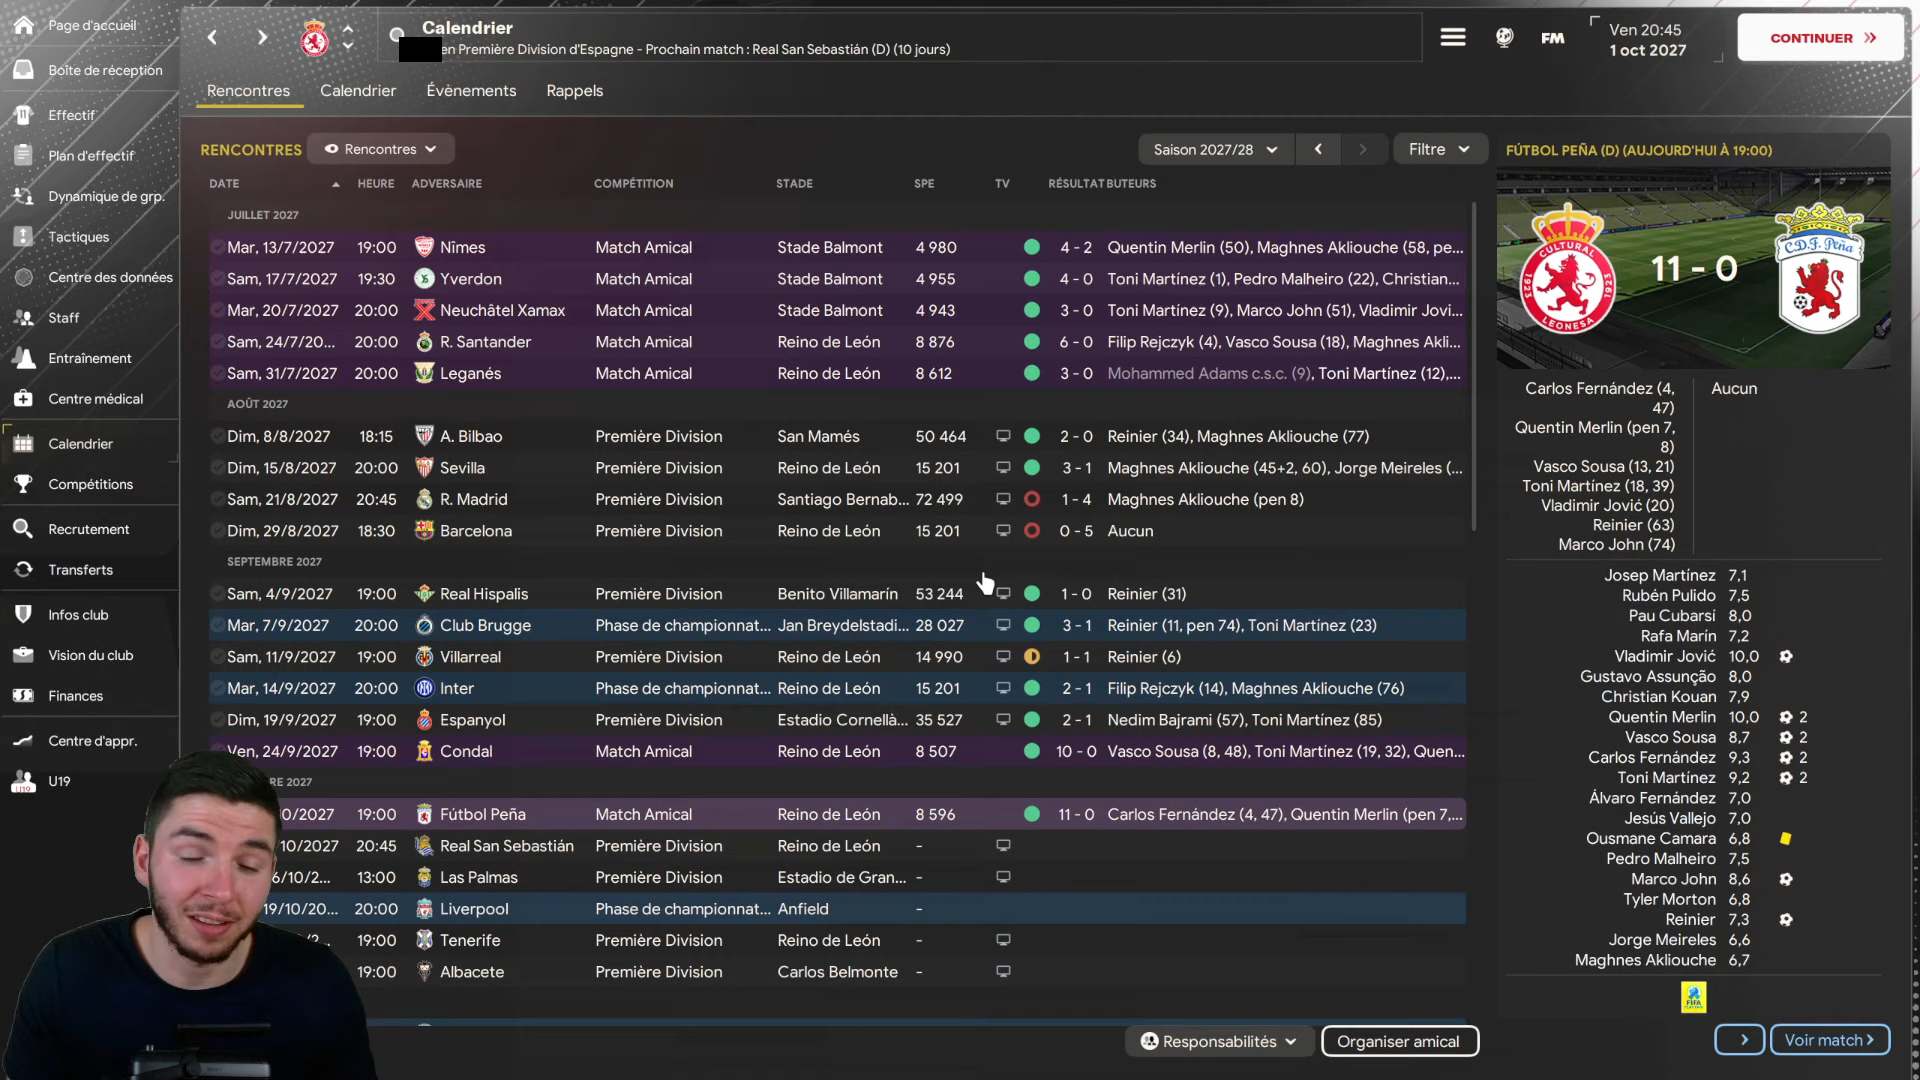 Page d'accueil
Boîte de réception
Effectif
Plan d'effectif
Dynamique de grp.
Tactiques
Centre des données
Staff
Entraînement
Centre médical
Calendrier
Compétitions
Recrutement
Transferts
Infos club
Vision du club
Finances
Centre d'appr.
U19
Calendrier
en Première Division d'Espagne - Prochain match : Real San Sebastián (D) (10 jours)
FM
Ven 20:45
1 oct 2027
CONTINUER
Rencontres Calendrier Évènements Rappels
RENCONTRES Rencontres Saison 2027/28 Filtre
DATE HEURE ADVERSAIRE COMPÉTITION STADE SPE TV RÉSULTAT BUTEURS
JUILLET 2027
Mar, 13/7/2027 19:00 Nîmes Match Amical Stade Balmont 4 980 4 - 2 Quentin Merlin (50), Maghnes Akliouche (58, pe...
Sam, 17/7/2027 19:30 Yverdon Match Amical Stade Balmont 4 955 4 - 0 Toni Martínez (1), Pedro Malheiro (22), Christian...
Mar, 20/7/2027 20:00 Neuchâtel Xamax Match Amical Stade Balmont 4 943 3 - 0 Toni Martínez (9), Marco John (51), Vladimir Jovi...
Sam, 24/7/20... 20:00 R. Santander Match Amical Reino de León 8 876 6 - 0 Filip Rejczyk (4), Vasco Sousa (18), Maghnes Akli...
Sam, 31/7/2027 20:00 Leganés Match Amical Reino de León 8 612 3 - 0 Mohammed Adams c.s.c. (9), Toni Martínez (12),...
AOÛT 2027
Dim, 8/8/2027 18:15 A. Bilbao Première Division San Mamés 50 464 2 - 0 Reinier (34), Maghnes Akliouche (77)
Dim, 15/8/2027 20:00 Sevilla Première Division Reino de León 15 201 3 - 1 Maghnes Akliouche (45+2, 60), Jorge Meireles (...
Sam, 21/8/2027 20:45 R. Madrid Première Division Santiago Bernab... 72 499 1 - 4 Maghnes Akliouche (pen 8)
Dim, 29/8/2027 18:30 Barcelona Première Division Reino de León 15 201 0 - 5 Aucun
SEPTEMBRE 2027
Sam, 4/9/2027 19:00 Real Hispalis Première Division Benito Villamarín 53 244 1 - 0 Reinier (31)
Mar, 7/9/2027 20:00 Club Brugge Phase de championnat... Jan Breydelstadi... 28 027 3 - 1 Reinier (11, pen 74), Toni Martínez (23)
Sam, 11/9/2027 19:00 Villarreal Première Division Reino de León 14 990 1 - 1 Reinier (6)
Mar, 14/9/2027 20:00 Inter Phase de championnat... Reino de León 15 201 2 - 1 Filip Rejczyk (14), Maghnes Akliouche (76)
Dim, 19/9/2027 19:00 Espanyol Première Division Estadio Cornellà... 35 527 2 - 1 Nedim Bajrami (57), Toni Martínez (85)
Ven, 24/9/2027 19:00 Condal Match Amical Reino de León 8 507 10 - 0 Vasco Sousa (8, 48), Toni Martínez (19, 32), Quen...
RE 2027
10/2027 19:00 Fútbol Peña Match Amical Reino de León 8 596 11 - 0 Carlos Fernández (4, 47), Quentin Merlin (pen 7,...
10/2027 20:45 Real San Sebastián Première Division Reino de León -
6/10/2... 13:00 Las Palmas Première Division Estadio de Gran... -
19/10/20... 20:00 Liverpool Phase de championnat... Anfield -
19:00 Tenerife Première Division Reino de León -
19:00 Albacete Première Division Carlos Belmonte -
Responsabilités Organiser amical
FÚTBOL PEÑA (D) (AUJOURD'HUI À 19:00)
CULTURAL
1923 1923
LEONESA
11 - 0
C.D.F. Peña
Carlos Fernández (4, 47)
Quentin Merlin (pen 7, 8)
Vasco Sousa (13, 21)
Toni Martínez (18, 39)
Vladimir Jović (20)
Reinier (63)
Marco John (74)
Aucun
Josep Martínez 7,1
Rubén Pulido 7,5
Pau Cubarsí 8,0
Rafa Marín 7,2
Vladimir Jović 10,0
Gustavo Assunção 8,0
Christian Kouan 7,9
Quentin Merlin 10,0 2
Vasco Sousa 8,7 2
Carlos Fernández 9,3 2
Toni Martínez 9,2 2
Álvaro Fernández 7,0
Jesús Vallejo 7,0
Ousmane Camara 6,8
Pedro Malheiro 7,5
Marco John 8,6
Tyler Morton 6,8
Reinier 7,3
Jorge Meireles 6,6
Maghnes Akliouche 6,7
FIFA
Voir match